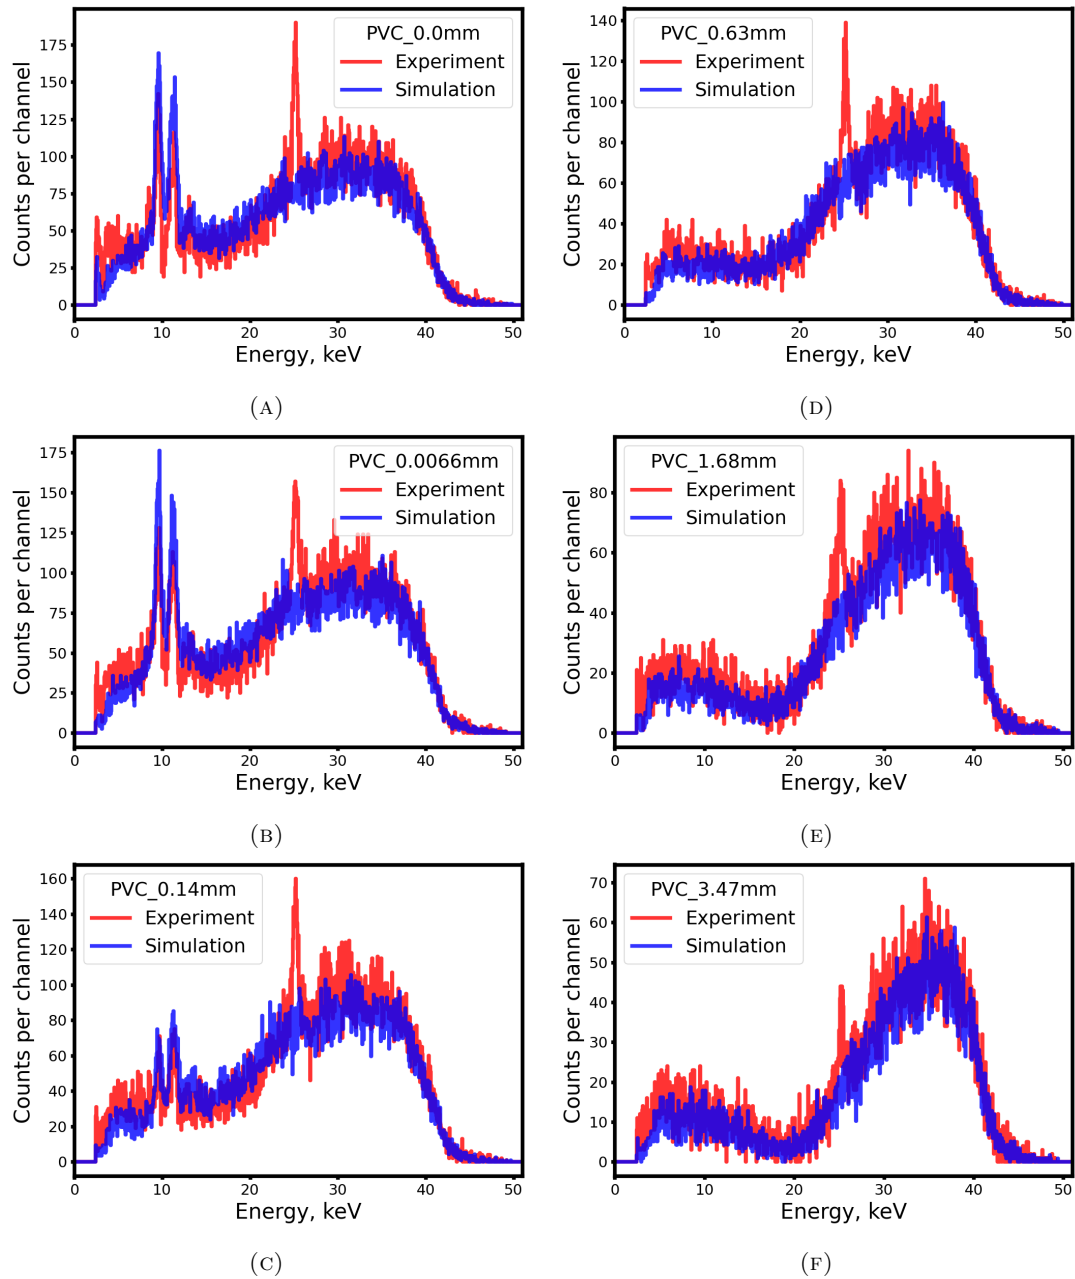 PVC_0.0mm
Experiment
Simulation
Counts per channel
175
150
125
100
75
50
25
0
0 10 20 30 40 50
Energy, keV
(A)
PVC_0.63mm
Experiment
Simulation
Counts per channel
140
120
100
80
60
40
20
0
0 10 20 30 40 50
Energy, keV
(D)
PVC_0.0066mm
Experiment
Simulation
Counts per channel
175
150
125
100
75
50
25
0
0 10 20 30 40 50
Energy, keV
(B)
PVC_1.68mm
Experiment
Simulation
Counts per channel
80
60
40
20
0
0 10 20 30 40 50
Energy, keV
(E)
PVC_0.14mm
Experiment
Simulation
Counts per channel
160
140
120
100
80
60
40
20
0
0 10 20 30 40 50
Energy, keV
(C)
PVC_3.47mm
Experiment
Simulation
Counts per channel
70
60
50
40
30
20
10
0
0 10 20 30 40 50
Energy, keV
(F)